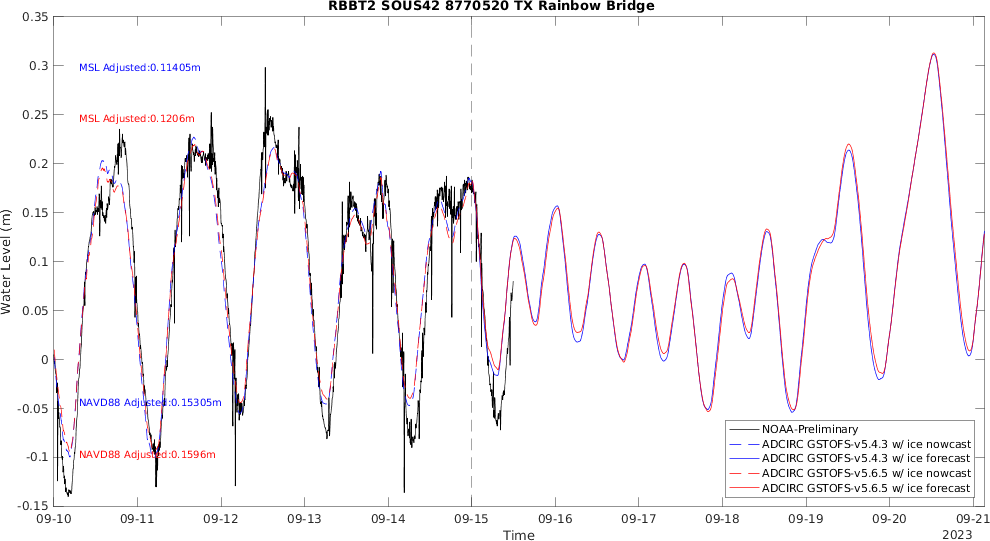 RBBT2 SOUS42 8770520 TX Rainbow Bridge
0.35
0.3
0.25
0.2
0.15
0.1
0.05
0
-0.05
-0.1
-0.15
Water Level (m)
MSL Adjusted:0.11405m
MSL Adjusted:0.1206m
NAVD88 Adjusted:0.15305m
NAVD88 Adjusted:0.1596m
NOAA-Preliminary
ADCIRC GSTOFS-v5.4.3 w/ ice nowcast
ADCIRC GSTOFS-v5.4.3 w/ ice forecast
ADCIRC GSTOFS-v5.6.5 w/ ice nowcast
ADCIRC GSTOFS-v5.6.5 w/ ice forecast
09-10 09-11 09-12 09-13 09-14 09-15 09-16 09-17 09-18 09-19 09-20 09-21
Time
2023